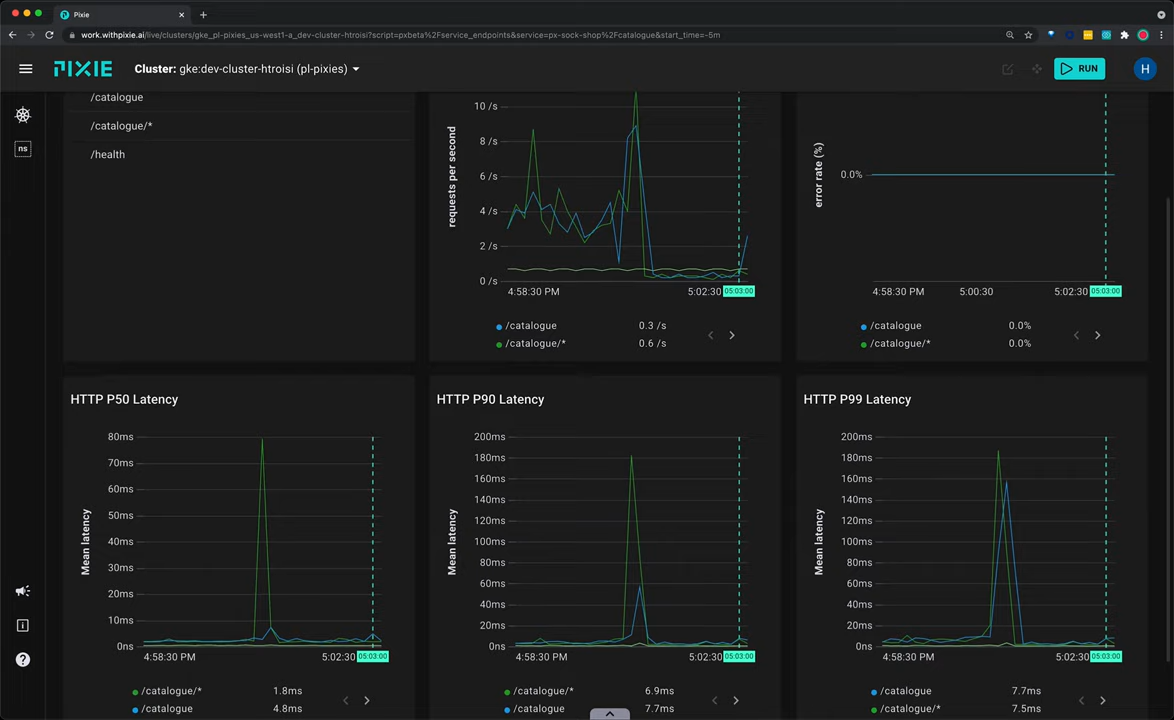 Pixie
work.withpixie.ai/live/clusters/gke_pl-pixies_us-west1-a_dev-cluster-htroisi?script=pxbeta%2Fservice_endpoints&service=px-sock-shop%2Fcatalogue&start_time=-5m
PIXIE
Cluster: gke:dev-cluster-htroisi (pl-pixies)
RUN
H
ns
/catalogue
/catalogue/*
/health
requests per second
10 /s
8 /s
6 /s
4 /s
2 /s
0 /s
4:58:30 PM
5:02:30
05:03:00
/catalogue 0.3 /s
/catalogue/* 0.6 /s
error rate (%)
0.0%
4:58:30 PM
5:00:30
5:02:30
05:03:00
/catalogue 0.0%
/catalogue/* 0.0%
HTTP P50 Latency
Mean latency
80ms
70ms
60ms
50ms
40ms
30ms
20ms
10ms
0ns
4:58:30 PM
5:02:30
05:03:00
/catalogue/* 1.8ms
/catalogue 4.8ms
HTTP P90 Latency
Mean latency
200ms
180ms
160ms
140ms
120ms
100ms
80ms
60ms
40ms
20ms
0ns
4:58:30 PM
5:02:30
05:03:00
/catalogue/* 6.9ms
/catalogue 7.7ms
HTTP P99 Latency
Mean latency
200ms
180ms
160ms
140ms
120ms
100ms
80ms
60ms
40ms
20ms
0ns
4:58:30 PM
5:02:30
05:03:00
/catalogue 7.7ms
/catalogue/* 7.5ms